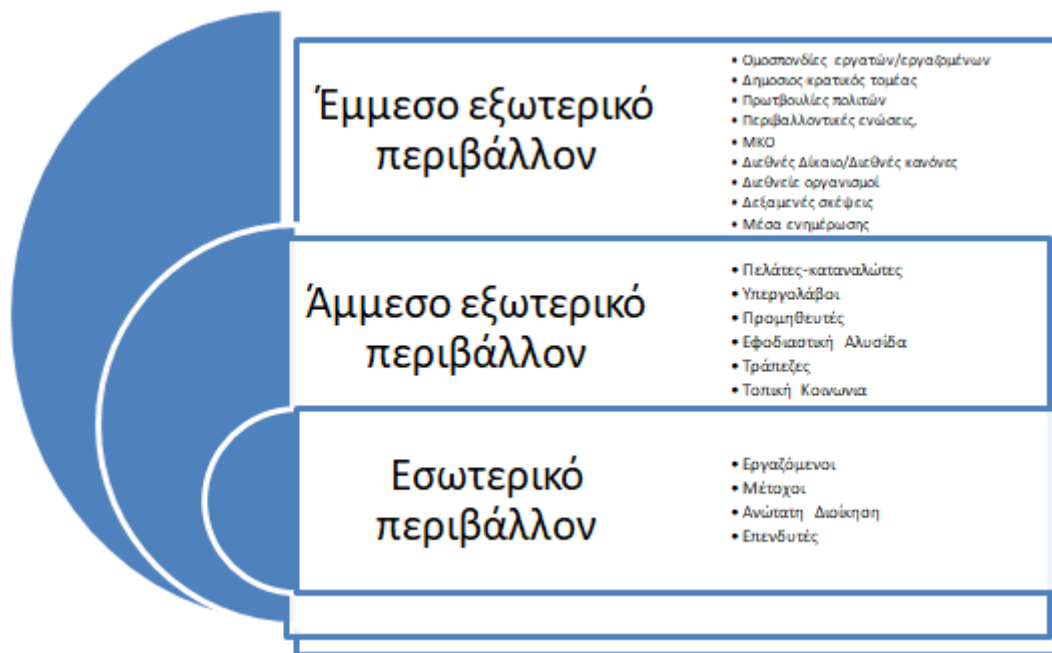 Έμμεσο εξωτερικό
περιβάλλον
• Ομοσπονδίες εργατών/εργαζομένων
• Δημοσιος κρατικός τομέας
• Πρωτβουλίες πολιτών
• Περιβαλλοντικές ενώσεις,
• ΜΚΟ
• Διεθνές Δίκαιο/Διεθνές κανόνες
• Διεθνείε οργανισμοί
• Δεξαμενές σκέψεις
• Μέσα ενημέρωσης
Άμμεσο εξωτερικό
περιβάλλον
• Πελάτες-καταναλώτες
• Υπεργολάβοι
• Προμηθευτές
• Εφοδιαστική Αλυσίδα
• Τράπεζες
• Τοπική Κοινωνια
Εσωτερικό
περιβάλλον
• Εργαζόμενοι
• Μέτοχοι
• Ανώτατη Διοίκηση
• Επενδυτές